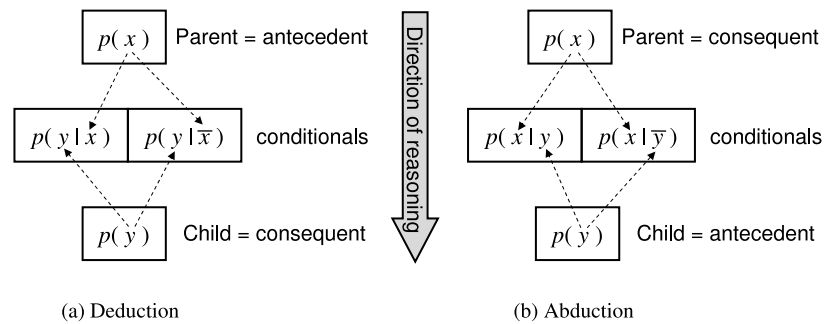 p( x ) Parent = antecedent
p( y | x ) p( y | x̅ ) conditionals
p( y ) Child = consequent
(a) Deduction
Direction of reasoning
p( x ) Parent = consequent
p( x | y ) p( x | y̅ ) conditionals
p( y ) Child = antecedent
(b) Abduction